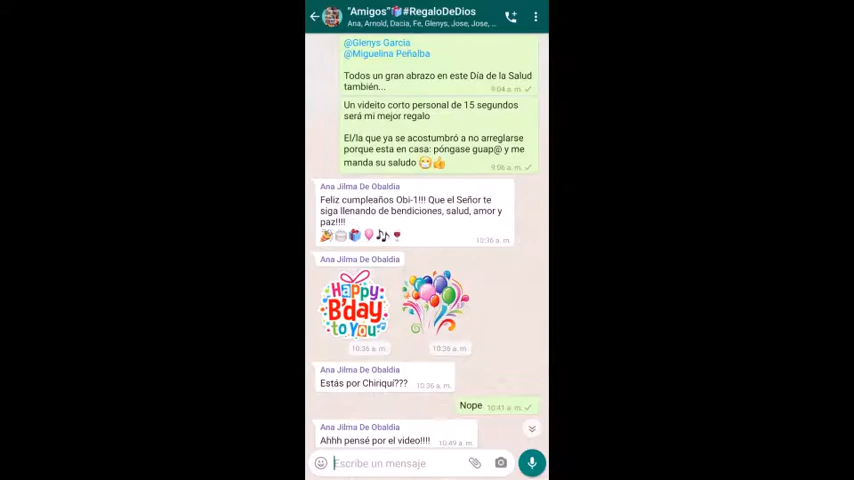 "Amigos"🎁#RegaloDeDios
Ana, Arnold, Dacia, Fe, Glenys, Jose, Jose, ...
@Glenys Garcia
@Miguelina Peñalba
Todos un gran abrazo en este Día de la Salud
también...
9:04 a. m.
Un videito corto personal de 15 segundos
será mi mejor regalo
El/la que ya se acostumbró a no arreglarse
porque esta en casa: póngase guap@ y me
manda su saludo 😷👍
9:06 a. m.
Ana Jilma De Obaldia
Feliz cumpleaños Obi-1!!! Que el Señor te
siga llenando de bendiciones, salud, amor y
paz!!!!
🎉🎂🎁🎈🎶🍷
10:36 a. m.
Ana Jilma De Obaldia
Happy
B'day
to You
10:36 a. m.
10:36 a. m.
Ana Jilma De Obaldia
Estás por Chiriquí???
10:36 a. m.
Nope
10:41 a. m.
Ana Jilma De Obaldia
Ahhh pensé por el video!!!!
10:49 a. m.
Escribe un mensaje